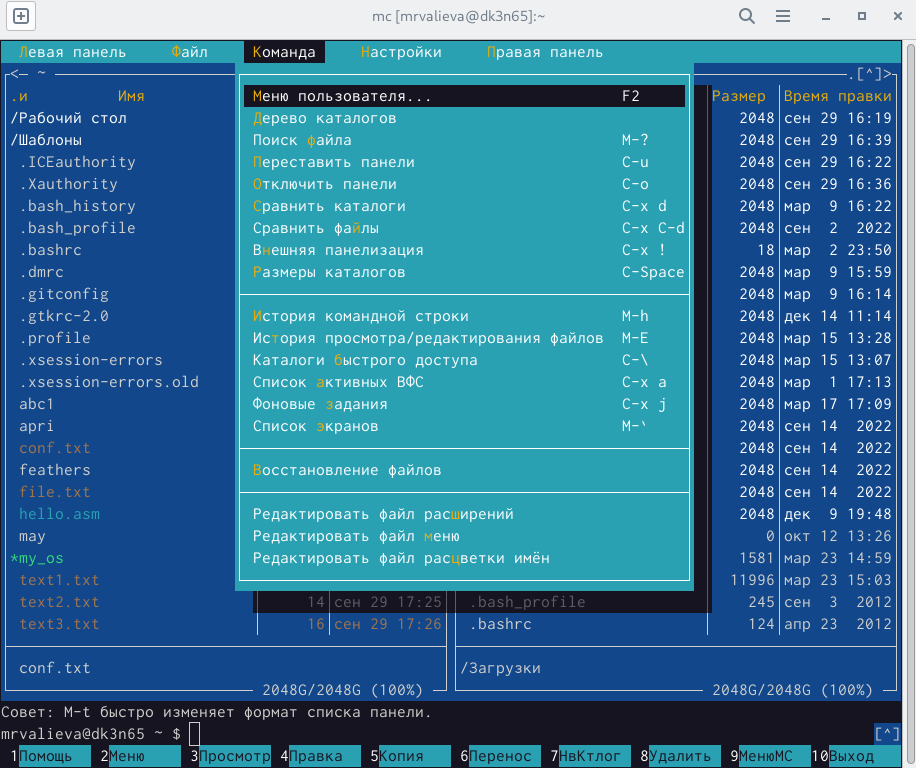 mc [mrvalieva@dk3n65]:~
Левая панель Файл Команда Настройки Правая панель
<— ~ .[^]>
.и Имя Размер Время правки
Меню пользователя... F2
/Рабочий стол Дерево каталогов 2048 сен 29 16:19
/Шаблоны Поиск файла M-? 2048 сен 29 16:39
.ICEauthority Переставить панели C-u 2048 сен 29 16:22
.Xauthority Отключить панели C-o 2048 сен 29 16:36
.bash_history Сравнить каталоги C-x d 2048 мар 9 16:22
.bash_profile Сравнить файлы C-x C-d 2048 сен 2 2022
.bashrc Внешняя панелизация C-x ! 18 мар 2 23:50
.dmrc Размеры каталогов C-Space 2048 мар 9 15:59
.gitconfig 2048 мар 9 16:14
.gtkrc-2.0 История командной строки M-h 2048 дек 14 11:14
.profile История просмотра/редактирования файлов M-E 2048 мар 15 13:28
.xsession-errors Каталоги быстрого доступа C-\ 2048 мар 15 13:07
.xsession-errors.old Список активных ВФС C-x a 2048 мар 1 17:13
abc1 Фоновые задания C-x j 2048 мар 17 17:09
apri Список экранов M-` 2048 сен 14 2022
conf.txt 2048 сен 14 2022
feathers Восстановление файлов 2048 сен 14 2022
file.txt 2048 сен 14 2022
hello.asm Редактировать файл расширений 2048 дек 9 19:48
may Редактировать файл меню 0 окт 12 13:26
*my_os Редактировать файл расцветки имён 1581 мар 23 14:59
text1.txt 11996 мар 23 15:03
text2.txt 14 сен 29 17:25 .bash_profile 245 сен 3 2012
text3.txt 16 сен 29 17:26 .bashrc 124 апр 23 2012
conf.txt /Загрузки
2048G/2048G (100%) 2048G/2048G (100%)
Совет: M-t быстро изменяет формат списка панели.
mrvalieva@dk3n65 ~ $ [^]
1Помощь 2Меню 3Просмотр 4Правка 5Копия 6Перенос 7НвКтлог 8Удалить 9МенюMC 10Выход